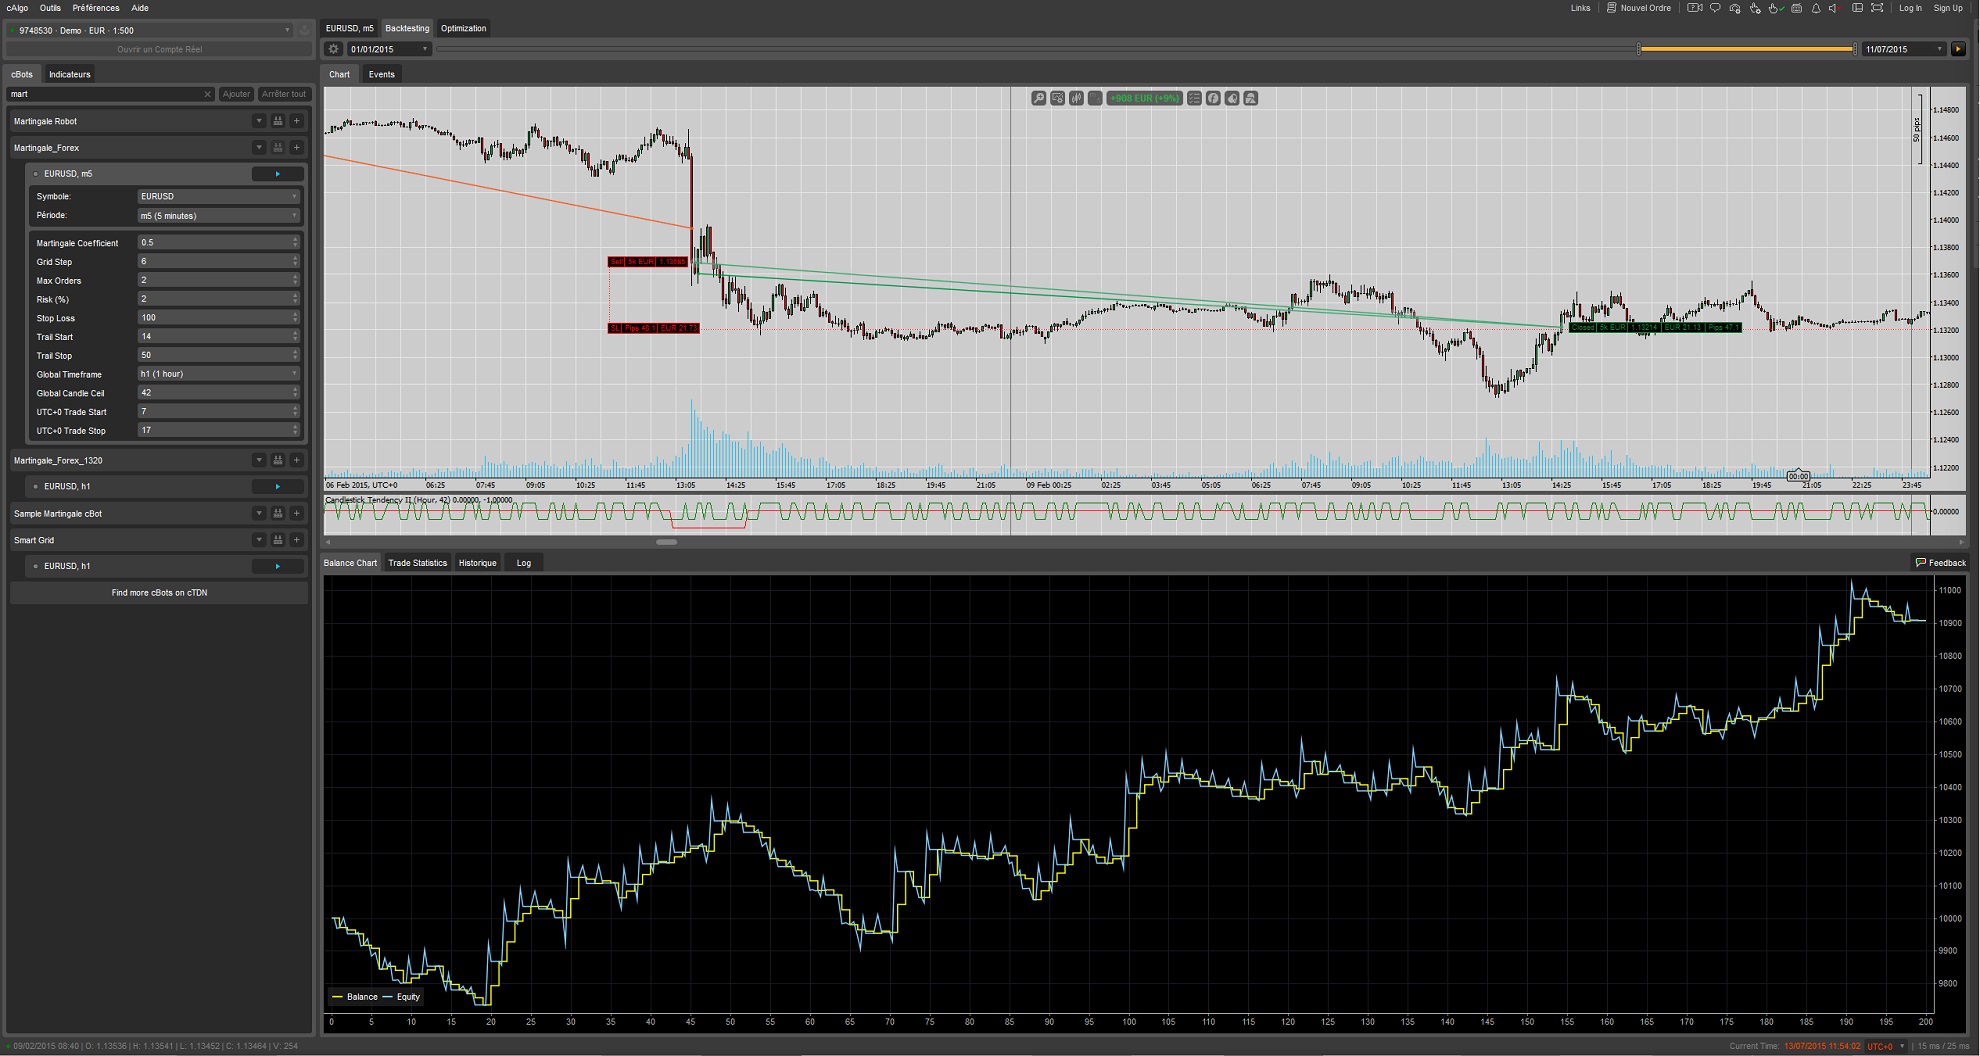 cAlgo Outils Préférences Aide
Links Nouvel Ordre Log In Sign Up
9748530 · Demo · EUR · 1:500
Ouvrir un Compte Réel
cBots Indicateurs
mart Ajouter Arrêter tout
Martingale Robot
Martingale_Forex
EURUSD, m5
Symbole: EURUSD
Période: m5 (5 minutes)
Martingale Coefficient 0.5
Grid Step 6
Max Orders 2
Risk (%) 2
Stop Loss 100
Trail Start 14
Trail Stop 50
Global Timeframe h1 (1 hour)
Global Candle Ceil 42
UTC+0 Trade Start 7
UTC+0 Trade Stop 17
Martingale_Forex_1320
EURUSD, h1
Sample Martingale cBot
Smart Grid
EURUSD, h1
Find more cBots on cTDN
EURUSD, m5 Backtesting Optimization
01/01/2015 11/07/2015
Chart Events
+908 EUR (+9%)
50 pips
1.14800
1.14600
1.14400
1.14200
1.14000
1.13800
1.13600
1.13400
1.13200
1.13000
1.12800
1.12600
1.12400
1.12200
Sell 5k EUR 1.13695
SL Pips 48.1 EUR 21.73
Closed 5k EUR 1.13214 EUR 21.13 Pips 47.1
00:00
06 Feb 2015, UTC+0 06:25 07:45 09:05 10:25 11:45 13:05 14:25 15:45 17:05 18:25 19:45 21:05 09 Feb 00:25 02:25 03:45 05:05 06:25 07:45 09:05 10:25 11:45 13:05 14:25 15:45 17:05 18:25 19:45 21:05 22:25 23:45
Candlestick Tendency II (Hour, 42) 0.00000, -1.00000
0.00000
Balance Chart Trade Statistics Historique Log
Feedback
11000
10900
10800
10700
10600
10500
10400
10300
10200
10100
10000
9900
9800
Balance Equity
0 5 10 15 20 25 30 35 40 45 50 55 60 65 70 75 80 85 90 95 100 105 110 115 120 125 130 135 140 145 150 155 160 165 170 175 180 185 190 195 200
09/02/2015 08:40 | O: 1.13536 | H: 1.13541 | L: 1.13452 | C: 1.13464 | V: 254
Current Time: 13/07/2015 11:54:02 UTC+0 | 15 ms / 25 ms